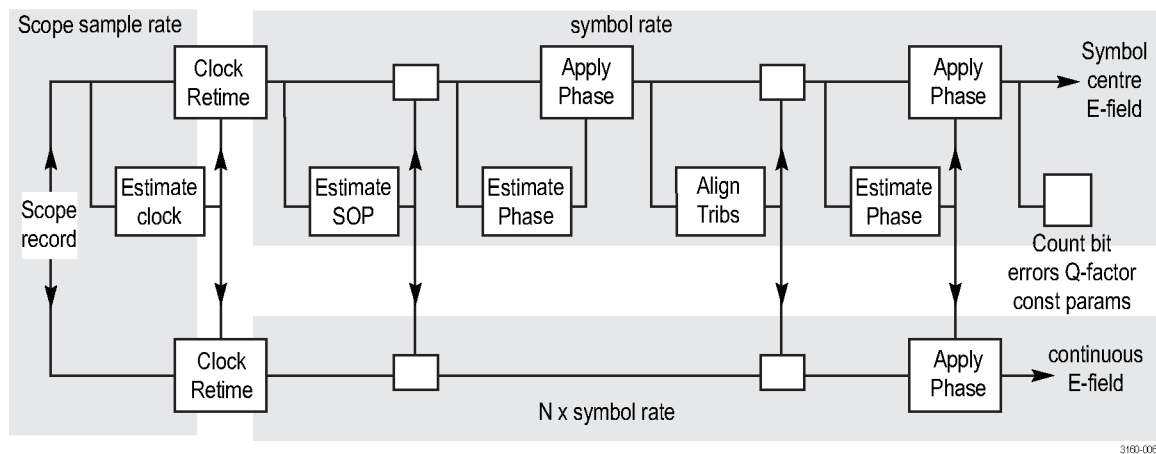 Scope sample rate
symbol rate
Clock
Retime
Apply
Phase
Apply
Phase
Symbol
centre
E-field
Scope
record
Estimate
clock
Estimate
SOP
Estimate
Phase
Align
Tribs
Estimate
Phase
Count bit
errors Q-factor
const params
Clock
Retime
Apply
Phase
continuous
E-field
N x symbol rate
3160-006